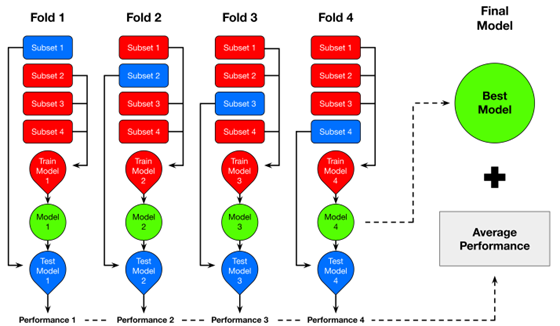 Fold 1
Fold 2
Fold 3
Fold 4
Final
Model
Subset 1
Subset 2
Subset 3
Subset 4
Train
Model
1
Model
1
Test
Model
1
Performance 1
Subset 1
Subset 2
Subset 3
Subset 4
Train
Model
2
Model
2
Test
Model
2
Performance 2
Subset 1
Subset 2
Subset 3
Subset 4
Train
Model
3
Model
3
Test
Model
3
Performance 3
Subset 1
Subset 2
Subset 3
Subset 4
Train
Model
4
Model
4
Test
Model
4
Performance 4
Best
Model
Average
Performance